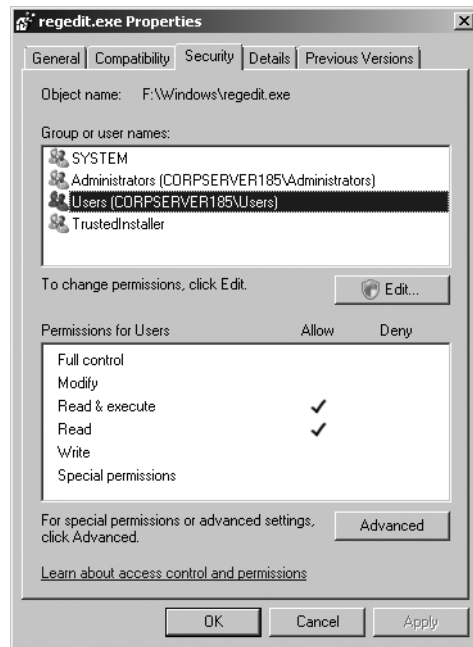 regedit.exe Properties
General Compatibility Security Details Previous Versions
Object name: F:\Windows\regedit.exe
Group or user names:
SYSTEM
Administrators (CORPSERVER185\Administrators)
Users (CORPSERVER185\Users)
TrustedInstaller
To change permissions, click Edit.
Edit...
Permissions for Users Allow Deny
Full control
Modify
Read & execute
Read
Write
Special permissions
For special permissions or advanced settings,
click Advanced.
Advanced
Learn about access control and permissions
OK Cancel Apply